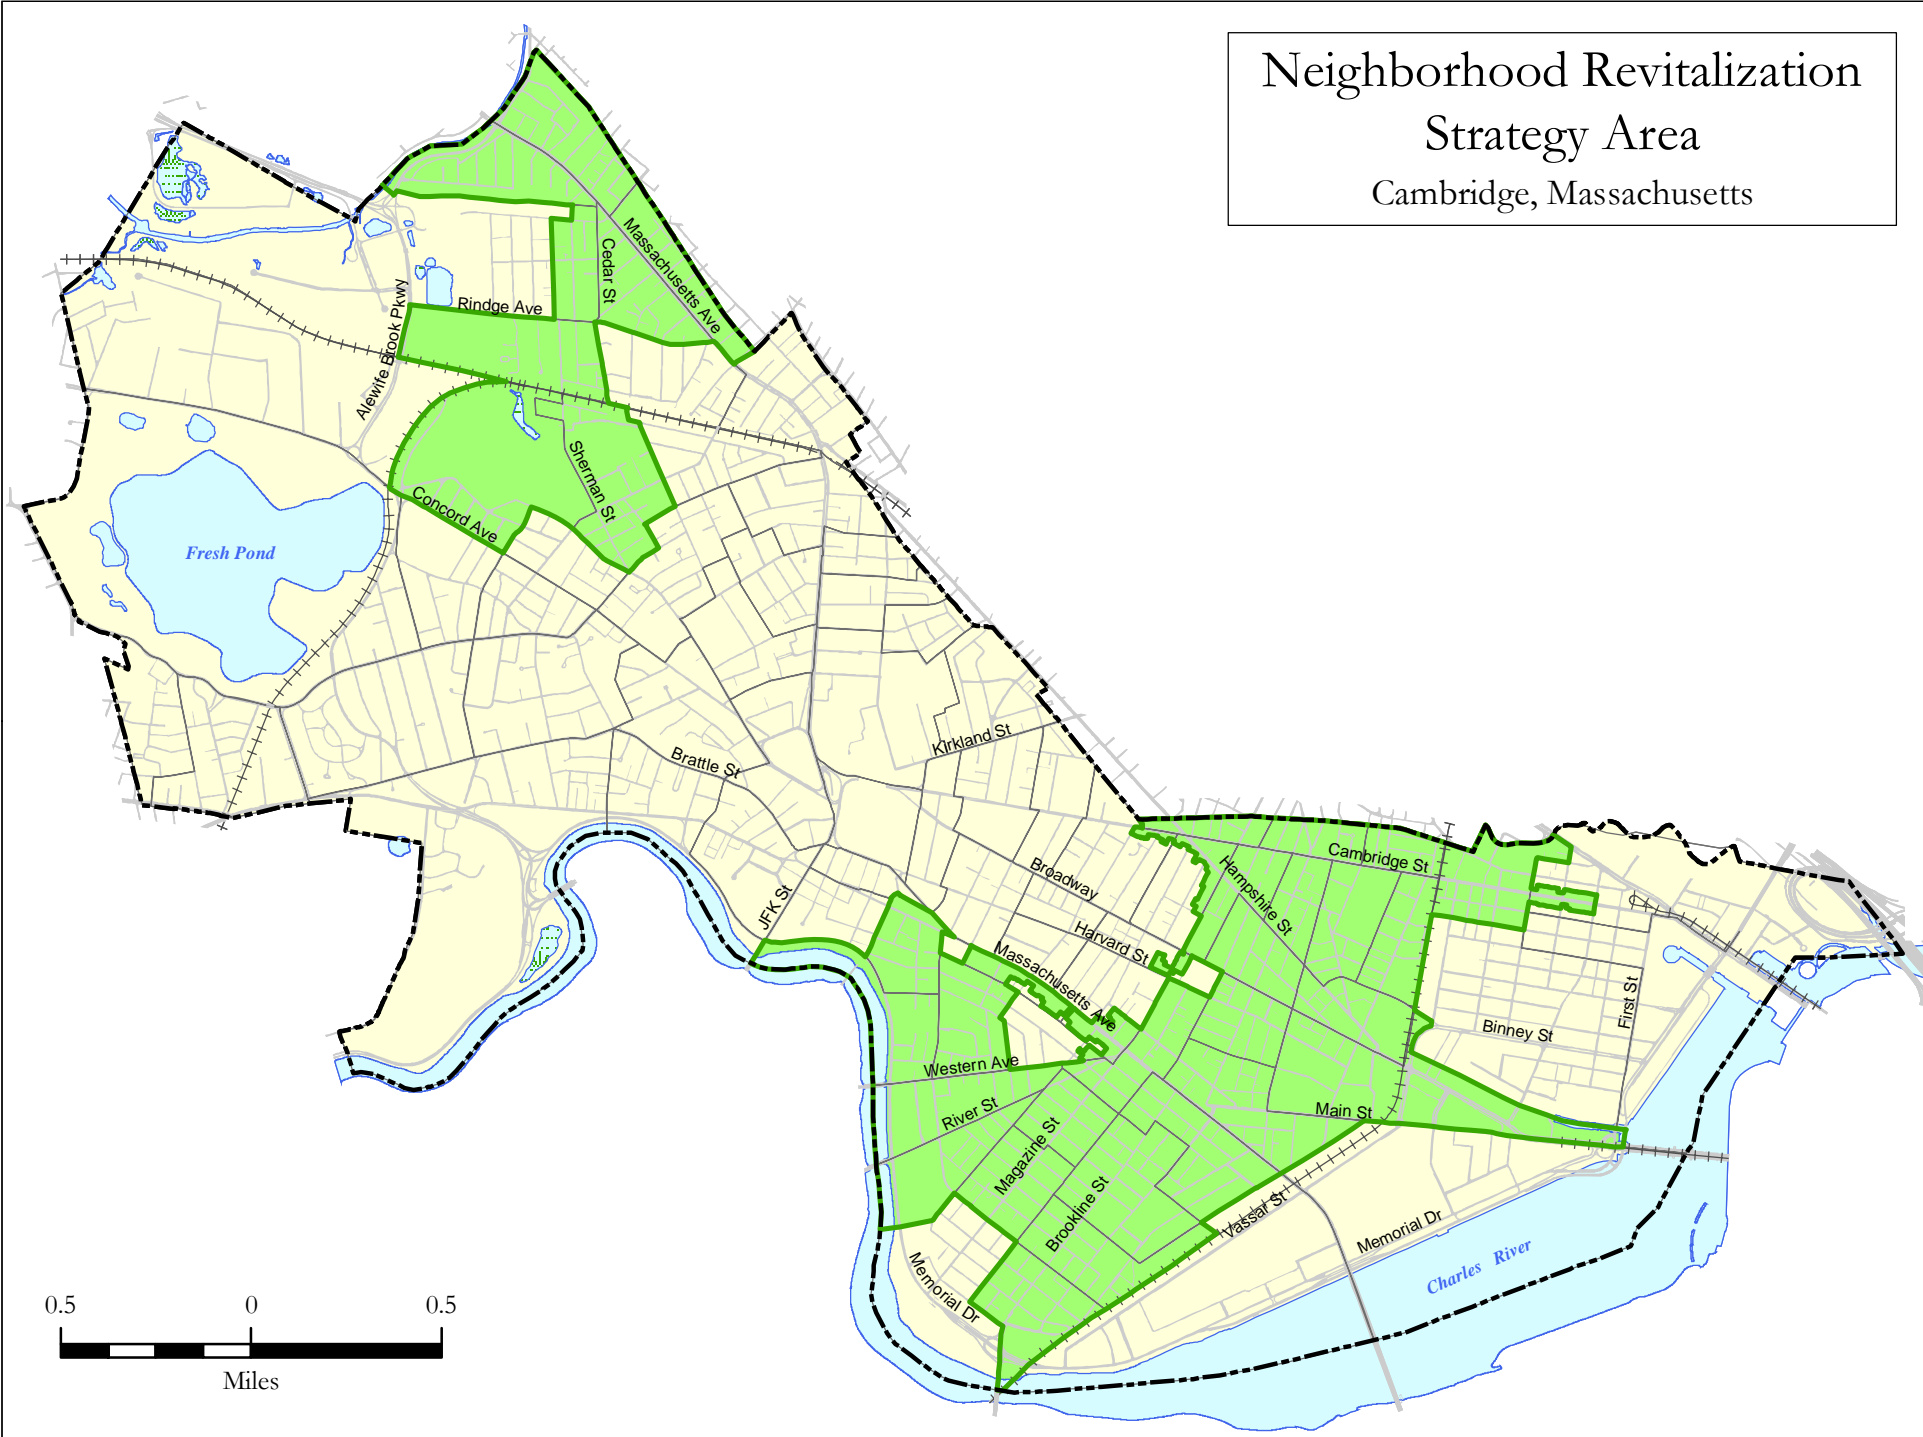 Neighborhood Revitalization
Strategy Area
Cambridge, Massachusetts
Massachusetts Ave
Cedar St
Rindge Ave
Alewife Brook Pkwy
Sherman St
Concord Ave
Fresh Pond
Kirkland St
Brattle St
Cambridge St
Hampshire St
Broadway
JFK St
Harvard St
Massachusetts Ave
First St
Binney St
Western Ave
River St
Main St
Magazine St
Brookline St
Vassar St
Memorial Dr
Charles River
Memorial Dr
0.5 0 0.5
Miles